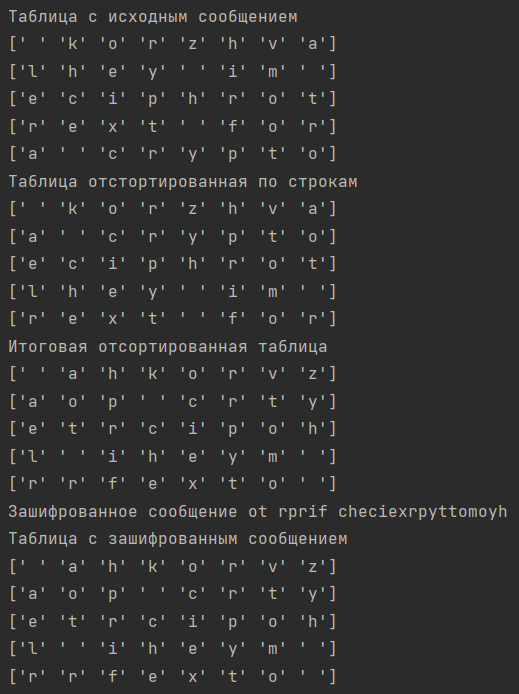 Таблица с исходным сообщением
[' ' 'k' 'o' 'r' 'z' 'h' 'v' 'a']
['l' 'h' 'e' 'y' ' ' 'i' 'm' ' ']
['e' 'c' 'i' 'p' 'h' 'r' 'o' 't']
['r' 'e' 'x' 't' ' ' 'f' 'o' 'r']
['a' ' ' 'c' 'r' 'y' 'p' 't' 'o']
Таблица отстортированная по строкам
[' ' 'k' 'o' 'r' 'z' 'h' 'v' 'a']
['a' ' ' 'c' 'r' 'y' 'p' 't' 'o']
['e' 'c' 'i' 'p' 'h' 'r' 'o' 't']
['l' 'h' 'e' 'y' ' ' 'i' 'm' ' ']
['r' 'e' 'x' 't' ' ' 'f' 'o' 'r']
Итоговая отсортированная таблица
[' ' 'a' 'h' 'k' 'o' 'r' 'v' 'z']
['a' 'o' 'p' ' ' 'c' 'r' 't' 'y']
['e' 't' 'r' 'c' 'i' 'p' 'o' 'h']
['l' ' ' 'i' 'h' 'e' 'y' 'm' ' ']
['r' 'r' 'f' 'e' 'x' 't' 'o' ' ']
Зашифрованное сообщение ot rprif checiexrpyttomoyh
Таблица с зашифрованным сообщением
[' ' 'a' 'h' 'k' 'o' 'r' 'v' 'z']
['a' 'o' 'p' ' ' 'c' 'r' 't' 'y']
['e' 't' 'r' 'c' 'i' 'p' 'o' 'h']
['l' ' ' 'i' 'h' 'e' 'y' 'm' ' ']
['r' 'r' 'f' 'e' 'x' 't' 'o' ' ']